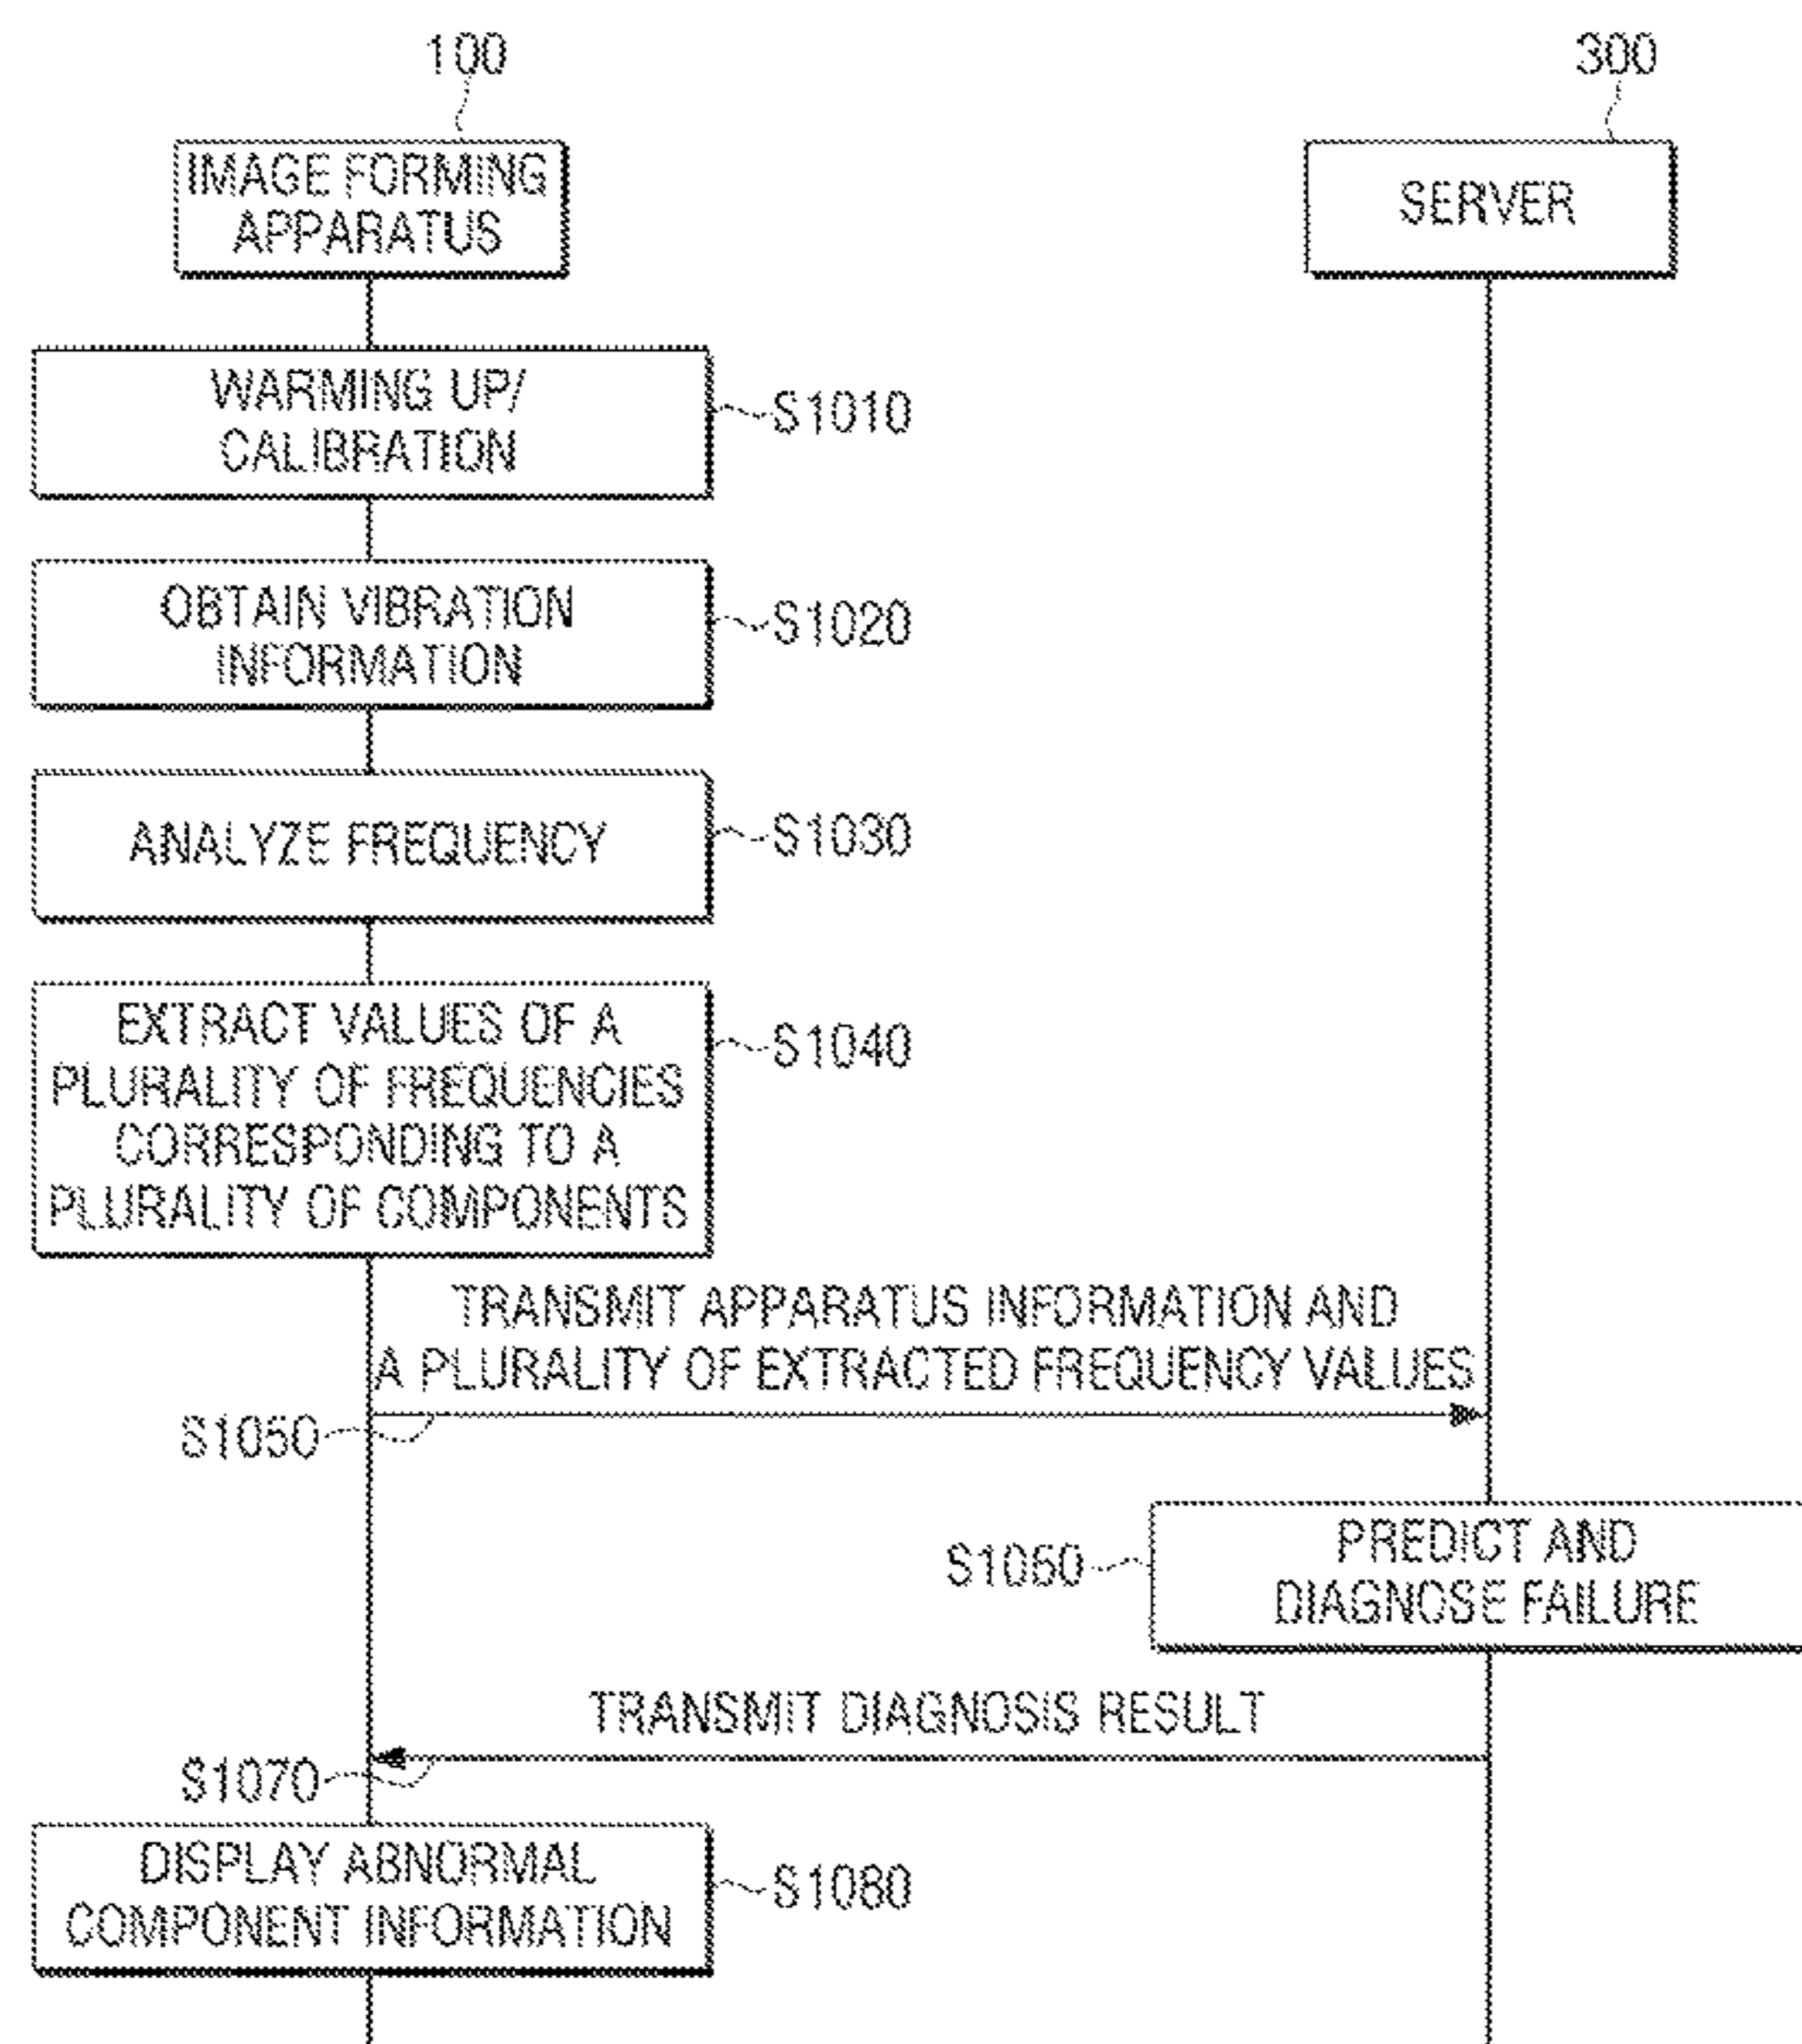 100
300
IMAGE FORMING
APPARATUS
SERVER
WARMING UP/
CALIBRATION
S1010
OBTAIN VIBRATION
INFORMATION
S1020
ANALYZE FREQUENCY
S1030
EXTRACT VALUES OF A
PLURALITY OF FREQUENCIES
CORRESPONDING TO A
PLURALITY OF COMPONENTS
S1040
TRANSMIT APPARATUS INFORMATION AND
A PLURALITY OF EXTRACTED FREQUENCY VALUES
S1050
S1060
PREDICT AND
DIAGNOSE FAILURE
TRANSMIT DIAGNOSIS RESULT
S1070
DISPLAY ABNORMAL
COMPONENT INFORMATION
S1080